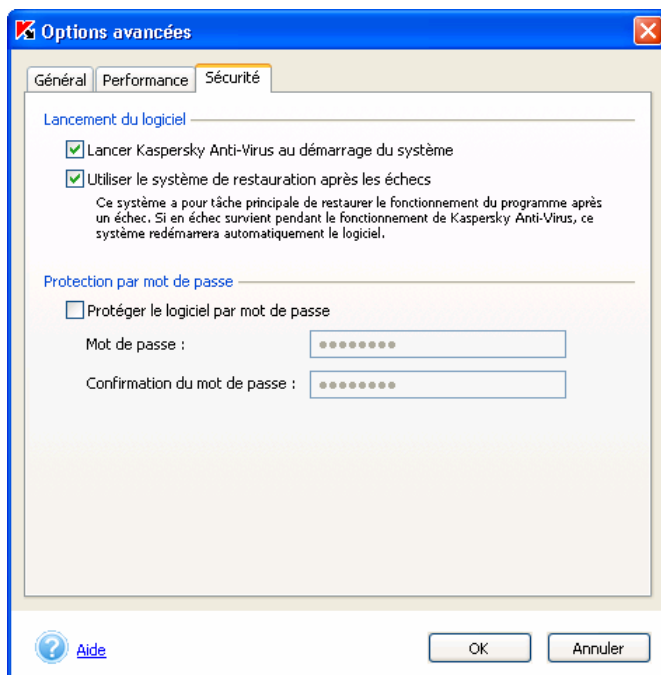 Options avancées
Général Performance Sécurité
Lancement du logiciel
Lancer Kaspersky Anti-Virus au démarrage du système
Utiliser le système de restauration après les échecs
Ce système a pour tâche principale de restaurer le fonctionnement du programme après
un échec. Si en échec survient pendant le fonctionnement de Kaspersky Anti-Virus, ce
système redémarrera automatiquement le logiciel.
Protection par mot de passe
Protéger le logiciel par mot de passe
Mot de passe : ●●●●●●●●
Confirmation du mot de passe : ●●●●●●●●
Aide OK Annuler